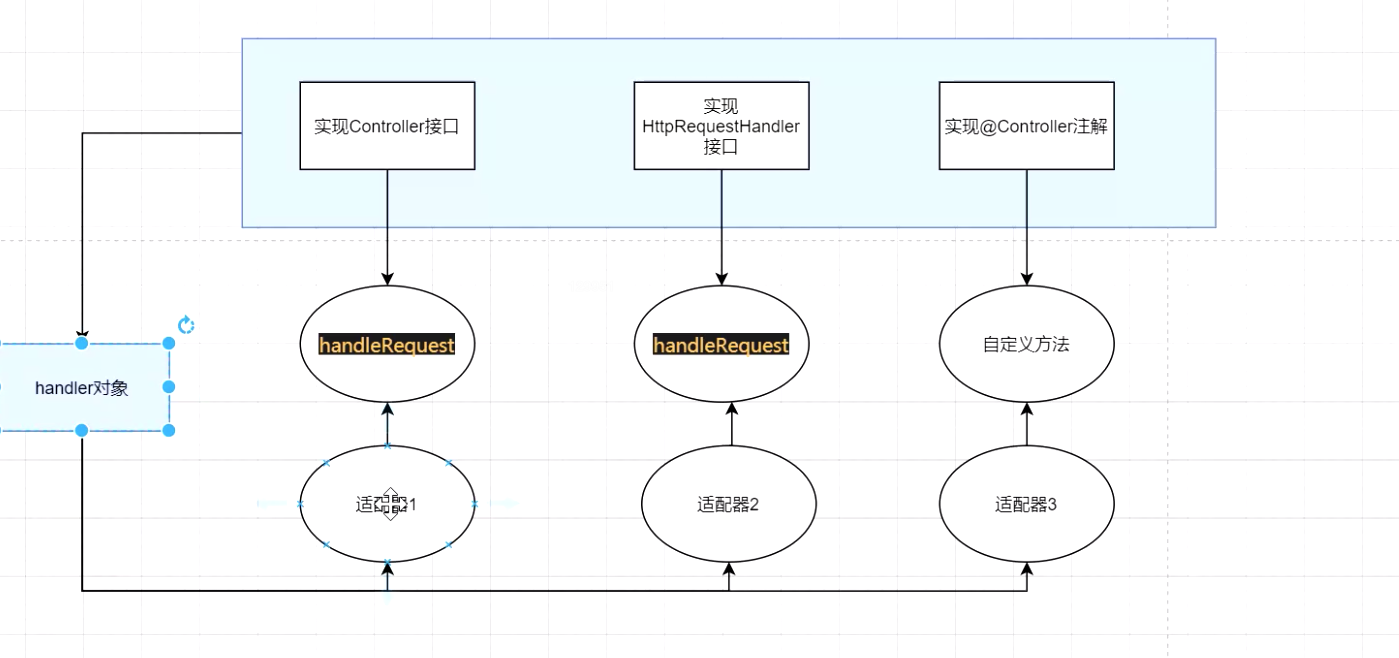 实现Controller接口
实现
HttpRequestHandler
接口
实现@Controller注解
handleRequest
handleRequest
自定义方法
handler对象
适配器1
适配器2
适配器3